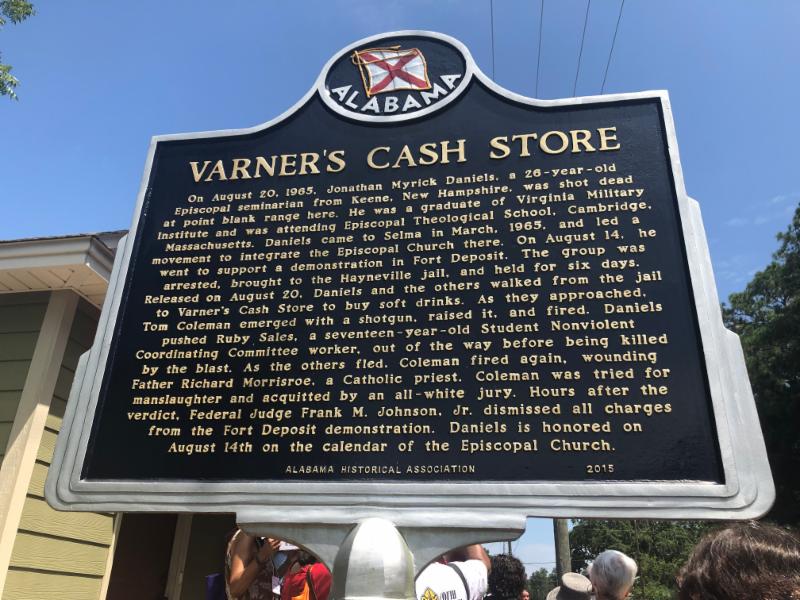 ALABAMA
VARNER'S CASH STORE
On August 20, 1965, Jonathan Myrick Daniels, a 26-year-old
Episcopal seminarian from Keene, New Hampshire, was shot dead
at point blank range here. He was a graduate of Virginia Military
Institute and was attending Episcopal Theological School, Cambridge,
Massachusetts. Daniels came to Selma in March, 1965, and led a
movement to integrate the Episcopal Church there. On August 14, he
went to support a demonstration in Fort Deposit. The group was
arrested, brought to the Hayneville jail, and held for six days.
Released on August 20, Daniels and the others walked from the jail
to Varner's Cash Store to buy soft drinks. As they approached,
Tom Coleman emerged with a shotgun, raised it, and fired. Daniels
pushed Ruby Sales, a seventeen-year-old Student Nonviolent
Coordinating Committee worker, out of the way before being killed
by the blast. As the others fled, Coleman fired again, wounding
Father Richard Morrisroe, a Catholic priest. Coleman was tried for
manslaughter and acquitted by an all-white jury. Hours after the
verdict, Federal Judge Frank M. Johnson, Jr. dismissed all charges
from the Fort Deposit demonstration. Daniels is honored on
August 14th on the calendar of the Episcopal Church.
ALABAMA HISTORICAL ASSOCIATION 2015